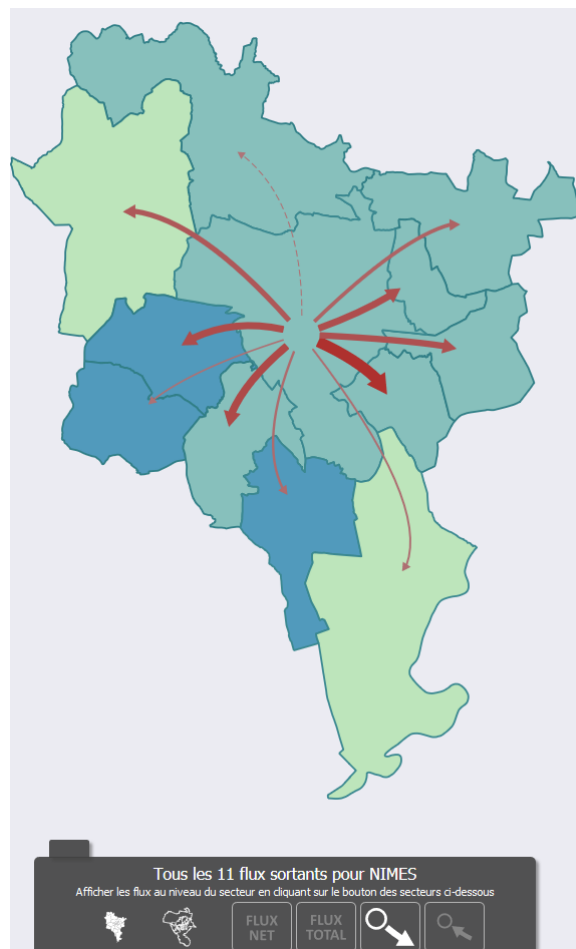 Tous les 11 flux sortants pour NIMES
Afficher les flux au niveau du secteur en cliquant sur le bouton des secteurs ci-dessous
FLUX NET
FLUX TOTAL